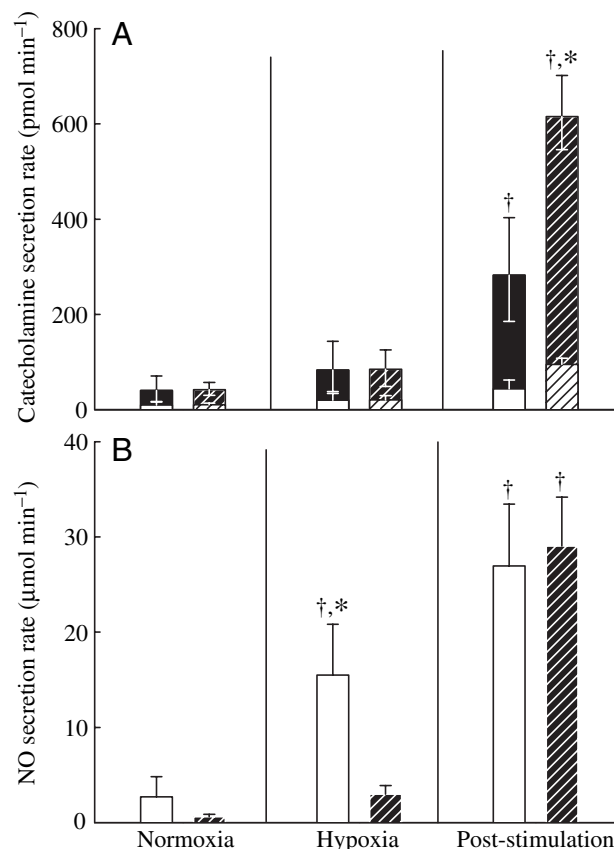 A
Catecholamine secretion rate (pmol min⁻¹)
800
600
400
200
0
†
†,*
B
NO secretion rate (µmol min⁻¹)
40
30
20
10
0
†,*
†
†
Normoxia
Hypoxia
Post-stimulation